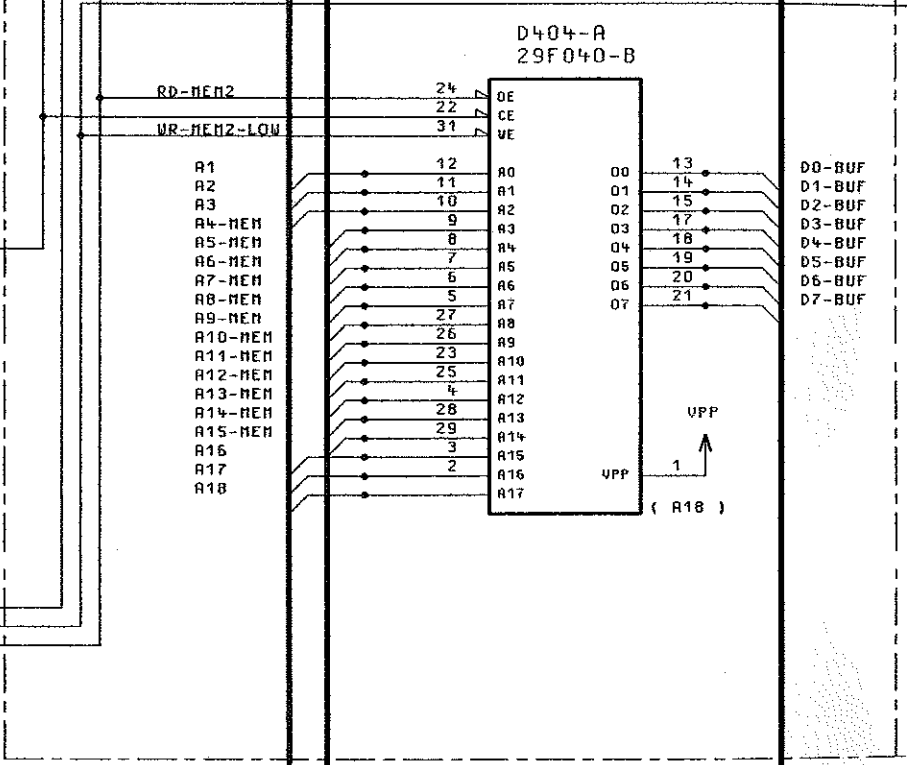 D404-A
29F040-B
RD-MEM2 24 OE
22 CE
WR-MEM2-LOW 31 WE
A1 12 A0 O0 13 D0-BUF
A2 11 A1 O1 14 D1-BUF
A3 10 A2 O2 15 D2-BUF
A4-MEM 9 A3 O3 17 D3-BUF
A5-MEM 8 A4 O4 18 D4-BUF
A6-MEM 7 A5 O5 19 D5-BUF
A7-MEM 6 A6 O6 20 D6-BUF
A8-MEM 5 A7 O7 21 D7-BUF
A9-MEM 27 A8
A10-MEM 26 A9
A11-MEM 23 A10
A12-MEM 25 A11
A13-MEM 4 A12
A14-MEM 28 A13
A15-MEM 29 A14
A16 3 A15
A17 2 A16
A18 A17
VPP
VPP 1
( A18 )